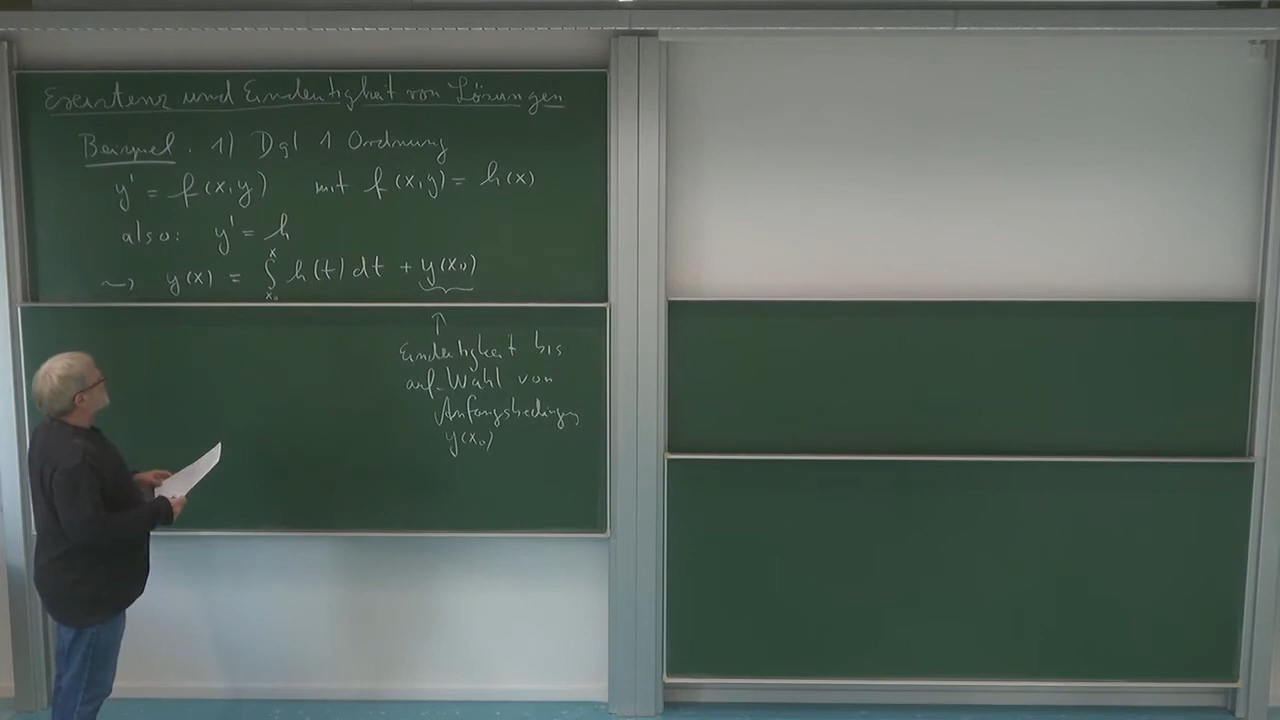 Existenz und Eindeutigkeit von Lösungen
Beispiel. 1) Dgl 1 Ordnung
y' = f(x,y) mit f(x,y) = h(x)
also: y' = h
⇝ y(x) = ∫_{x₀}^{x} h(t) dt + y(x₀)
↑
Eindeutigkeit bis
auf Wahl von
Anfangsbedingung
y(x₀)